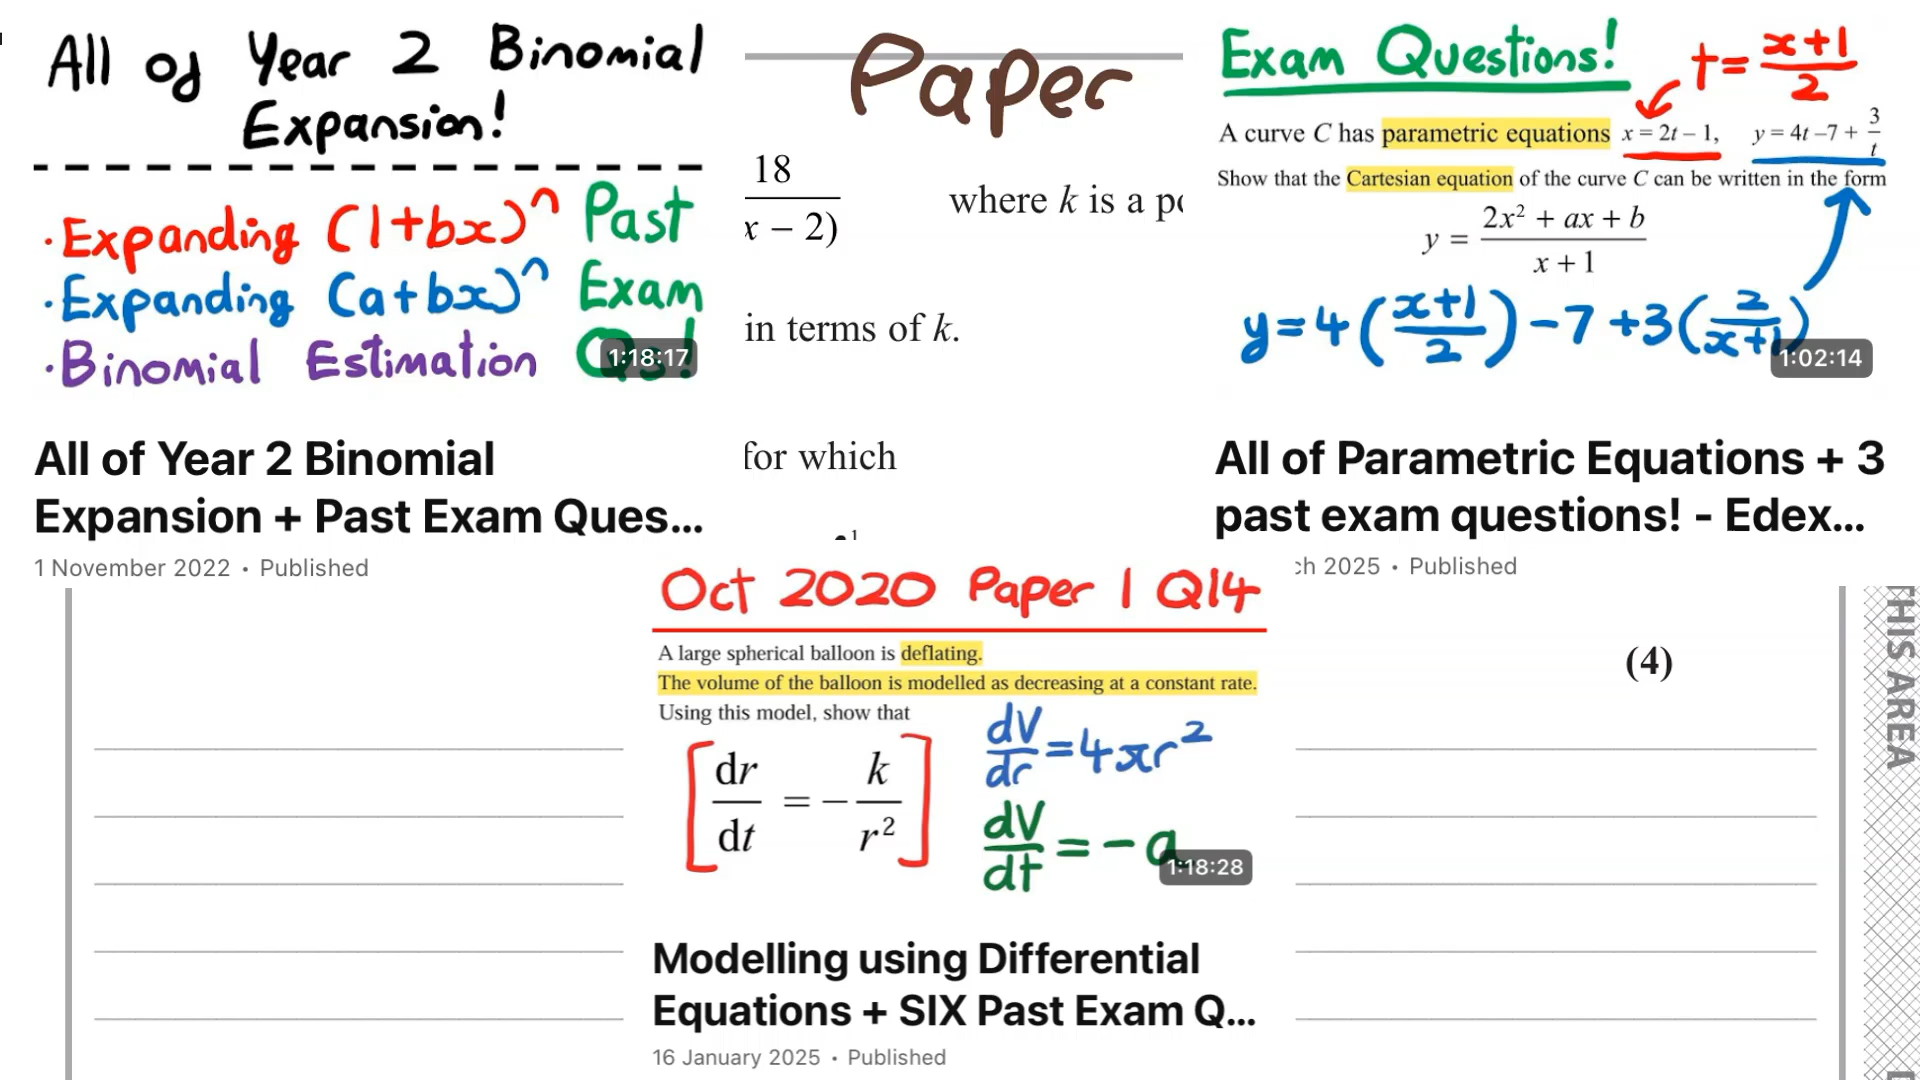 All of Year 2 Binomial
Expansion!
·Expanding (1+bx)^n
·Expanding (a+bx)^n
·Binomial Estimation
Past
Exam
Qs!
1:18:17
All of Year 2 Binomial
Expansion + Past Exam Ques...
1 November 2022 • Published
Paper
18
x − 2)
where k is a po
in terms of k.
for which
1
Exam Questions!
t = (x+1)/2
A curve C has parametric equations x = 2t – 1, y = 4t –7 + 3/t
Show that the Cartesian equation of the curve C can be written in the form
y = (2x² + ax + b)/(x + 1)
y=4((x+1)/2)-7+3(2/(x+1))
1:02:14
All of Parametric Equations + 3
past exam questions! - Edex...
ch 2025 • Published
Oct 2020 Paper 1 Q14
A large spherical balloon is deflating.
The volume of the balloon is modelled as decreasing at a constant rate.
Using this model, show that
[dr/dt = − k/r²]
dV/dr = 4πr²
dV/dt = - a
1:18:28
Modelling using Differential
Equations + SIX Past Exam Q...
16 January 2025 • Published
(4)
THIS AREA